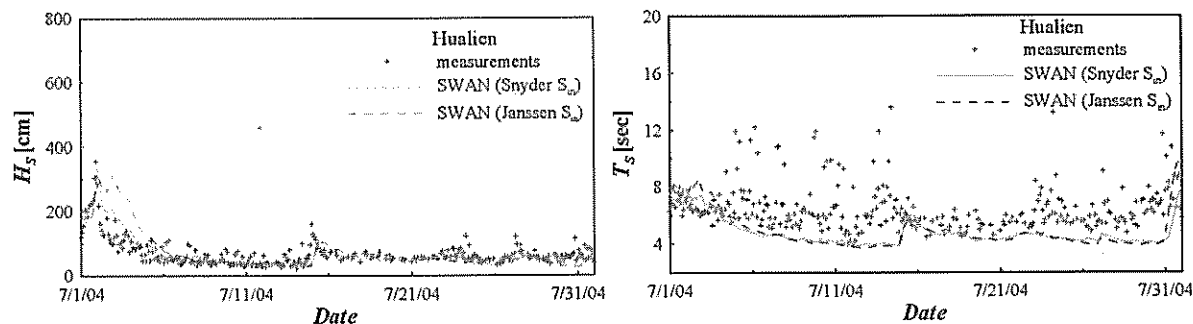 800
600
400
200
0
H_S [cm]
Hualien
measurements
SWAN (Snyder S_in)
SWAN (Janssen S_in)
7/1/04
7/11/04
7/21/04
7/31/04
Date
20
16
12
8
4
T_S [sec]
Hualien
measurements
SWAN (Snyder S_in)
SWAN (Janssen S_in)
7/1/04
7/11/04
7/21/04
7/31/04
Date